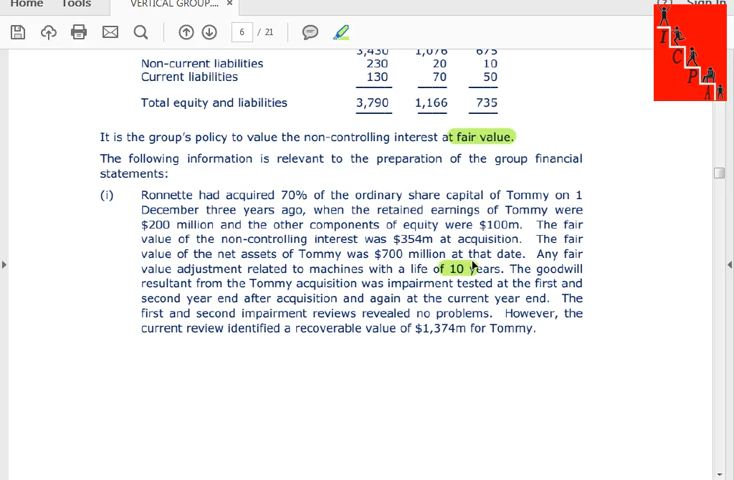 Home Tools VERTICAL GROUP.... × Sign In
6 / 21
3,430 1,076 675
Non-current liabilities 230 20 10
Current liabilities 130 70 50
Total equity and liabilities 3,790 1,166 735
It is the group's policy to value the non-controlling interest at fair value.
The following information is relevant to the preparation of the group financial
statements:
(i) Ronnette had acquired 70% of the ordinary share capital of Tommy on 1
December three years ago, when the retained earnings of Tommy were
$200 million and the other components of equity were $100m. The fair
value of the non-controlling interest was $354m at acquisition. The fair
value of the net assets of Tommy was $700 million at that date. Any fair
value adjustment related to machines with a life of 10 years. The goodwill
resultant from the Tommy acquisition was impairment tested at the first and
second year end after acquisition and again at the current year end. The
first and second impairment reviews revealed no problems. However, the
current review identified a recoverable value of $1,374m for Tommy.
I
C
P
A